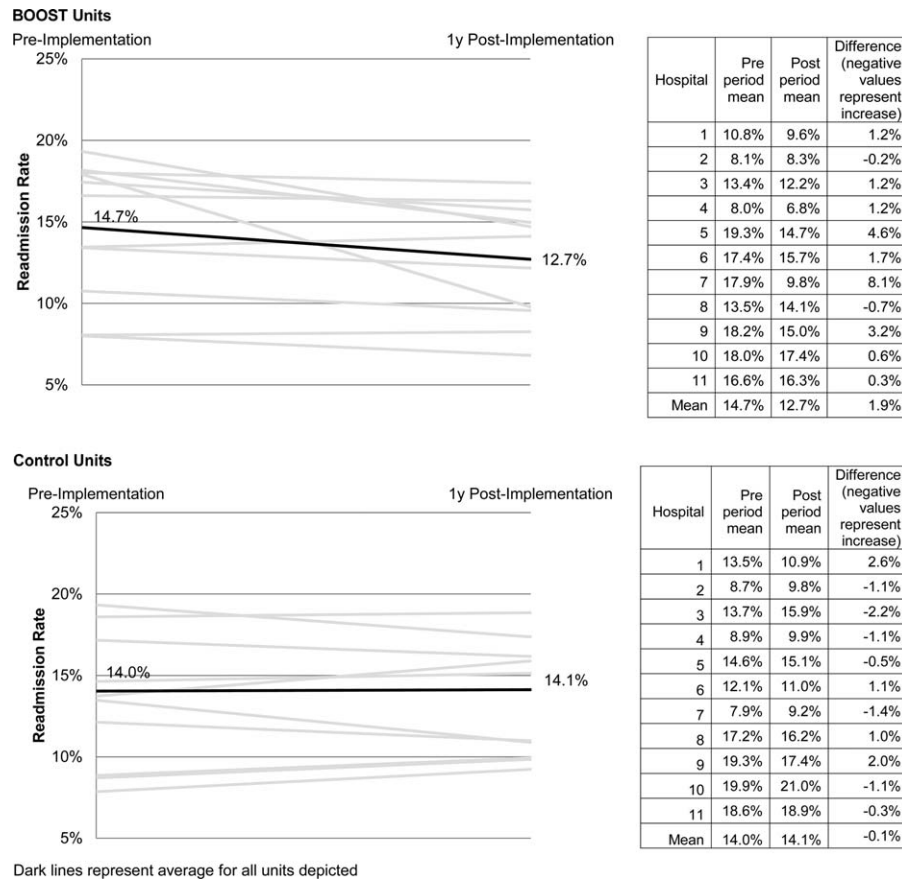 BOOST Units
Pre-Implementation 1y Post-Implementation
25%
20%
15%
10%
5%
Readmission Rate
14.7%
12.7%
Hospital Pre period mean Post period mean Difference (negative values represent increase)
1 10.8% 9.6% 1.2%
2 8.1% 8.3% -0.2%
3 13.4% 12.2% 1.2%
4 8.0% 6.8% 1.2%
5 19.3% 14.7% 4.6%
6 17.4% 15.7% 1.7%
7 17.9% 9.8% 8.1%
8 13.5% 14.1% -0.7%
9 18.2% 15.0% 3.2%
10 18.0% 17.4% 0.6%
11 16.6% 16.3% 0.3%
Mean 14.7% 12.7% 1.9%
Control Units
Pre-Implementation 1y Post-Implementation
25%
20%
15%
10%
5%
Readmission Rate
14.0%
14.1%
Hospital Pre period mean Post period mean Difference (negative values represent increase)
1 13.5% 10.9% 2.6%
2 8.7% 9.8% -1.1%
3 13.7% 15.9% -2.2%
4 8.9% 9.9% -1.1%
5 14.6% 15.1% -0.5%
6 12.1% 11.0% 1.1%
7 7.9% 9.2% -1.4%
8 17.2% 16.2% 1.0%
9 19.3% 17.4% 2.0%
10 19.9% 21.0% -1.1%
11 18.6% 18.9% -0.3%
Mean 14.0% 14.1% -0.1%
Dark lines represent average for all units depicted